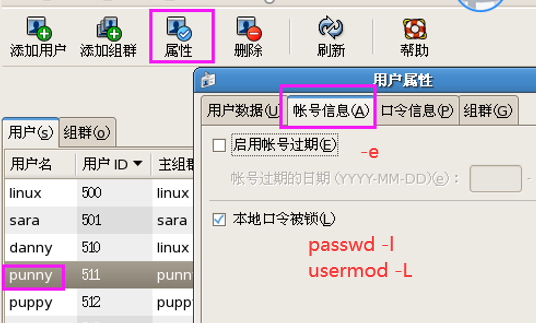 添加用户 添加组群 属性 删除 刷新 帮助
用户属性
用户数据(U) 帐号信息(A) 口令信息(P) 组群(G)
用户(s) 组群(o)
启用帐号过期(E) -e
用户名 用户 ID 主组群
帐号过期的日期 (YYYY-MM-DD)(e)： -
linux 500 linux
sara 501 sara
本地口令被锁(L)
danny 510 linux
passwd -l
punny 511 punn
usermod -L
puppy 512 pupp